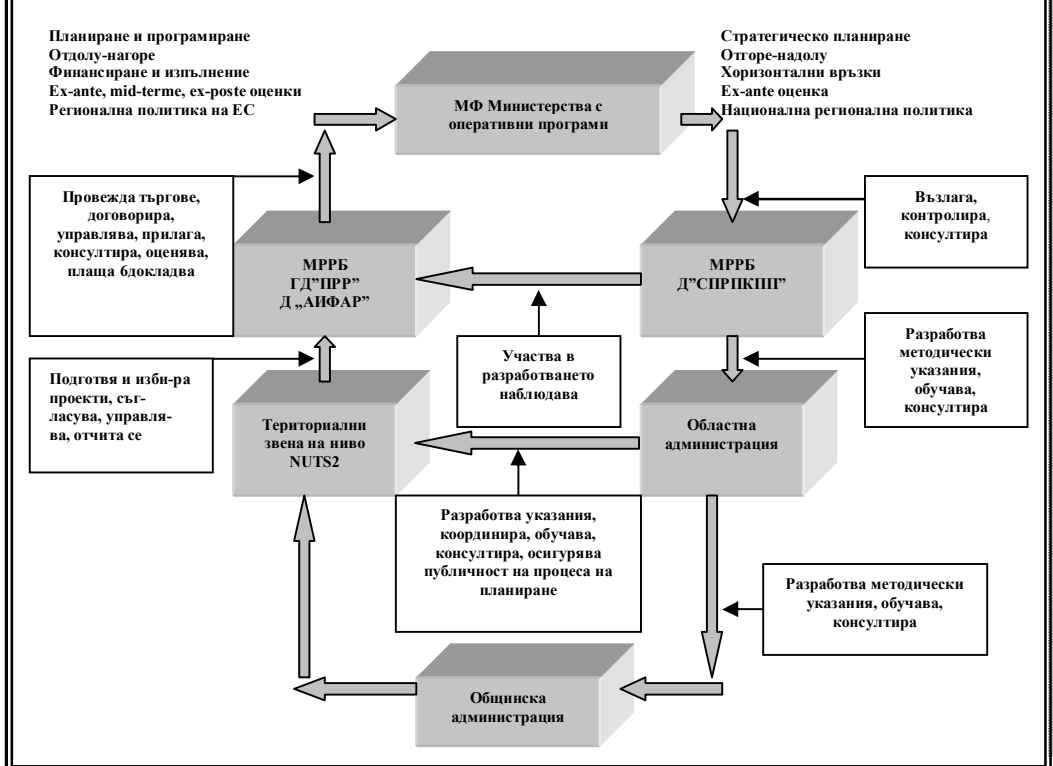 Планиране и програмиране
Отдолу-нагоре
Финансиране и изпълнение
Ex-ante, mid-terme, ex-poste оценки
Регионална политика на ЕС
Стратегическо планиране
Отгоре-надолу
Хоризонтални връзки
Ex-ante оценка
Национална регионална политика
МФ Министерства с
оперативни програми
Провежда търгове,
договорира,
управлява, прилага,
консултира, оценява,
плаща бдокладва
Възлага,
контролира,
консултира
МРРБ
ГД”ПРР”
Д „АИФАР”
МРРБ
Д”СПРПКПП”
Участва в
разработването
наблюдава
Разработва
методически
указания,
обучава,
консултира
Подготвя и изби-ра
проекти, съг-
ласува, управля-
ва, отчита се
Териториални
звена на ниво
NUTS2
Областна
администрация
Разработва указания,
координира, обучава,
консултира, осигурява
публичност на процеса на
планиране
Разработва методически
указания, обучава,
консултира
Общинска
администрация